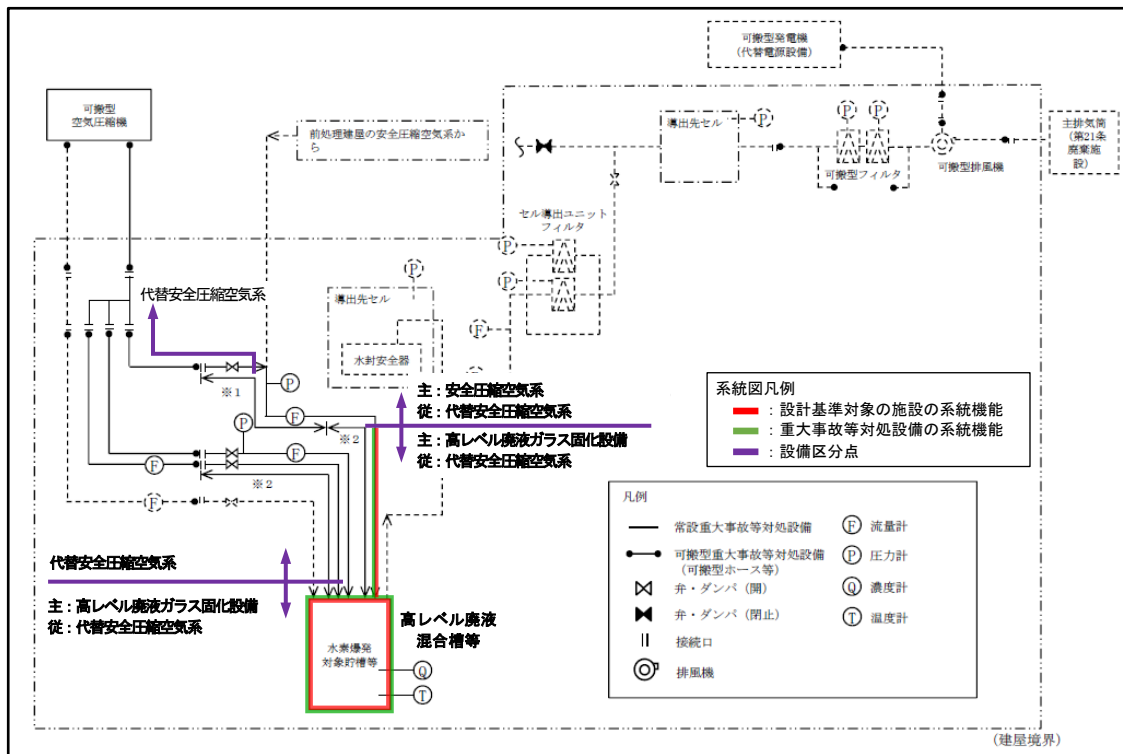 可搬型発電機
(代替電源設備)
可搬型
空気圧縮機
前処理建屋の安全圧縮空気系か
ら
導出先セル
P
P
P
主排気筒
(第21条
廃棄施
設)
可搬型フィルタ
可搬型排風機
セル導出ユニット
フィルタ
P
P
P
F
導出先セル
水封安全器
代替安全圧縮空気系
※1
P
F
※2
P
F
F
※2
F
主：安全圧縮空気系
従：代替安全圧縮空気系
主：高レベル廃液ガラス固化設備
従：代替安全圧縮空気系
系統図凡例
：設計基準対象の施設の系統機能
：重大事故等対処設備の系統機能
：設備区分点
代替安全圧縮空気系
主：高レベル廃液ガラス固化設備
従：代替安全圧縮空気系
高レベル廃液
混合槽等
水素爆発
対象貯槽等
Q
T
凡例
常設重大事故等対処設備
可搬型重大事故等対処設備
(可搬型ホース等)
弁・ダンパ（開）
弁・ダンパ（閉止）
接続口
排風機
F 流量計
P 圧力計
Q 濃度計
T 温度計
(建屋境界)